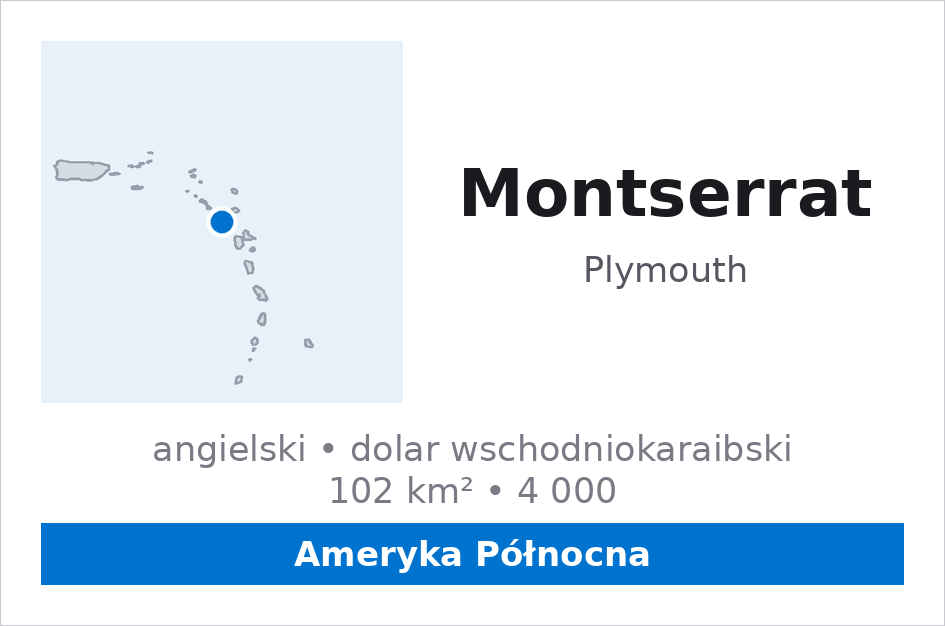 Montserrat
Plymouth
angielski • dolar wschodniokaraibski
102 km² • 4 000
Ameryka Północna